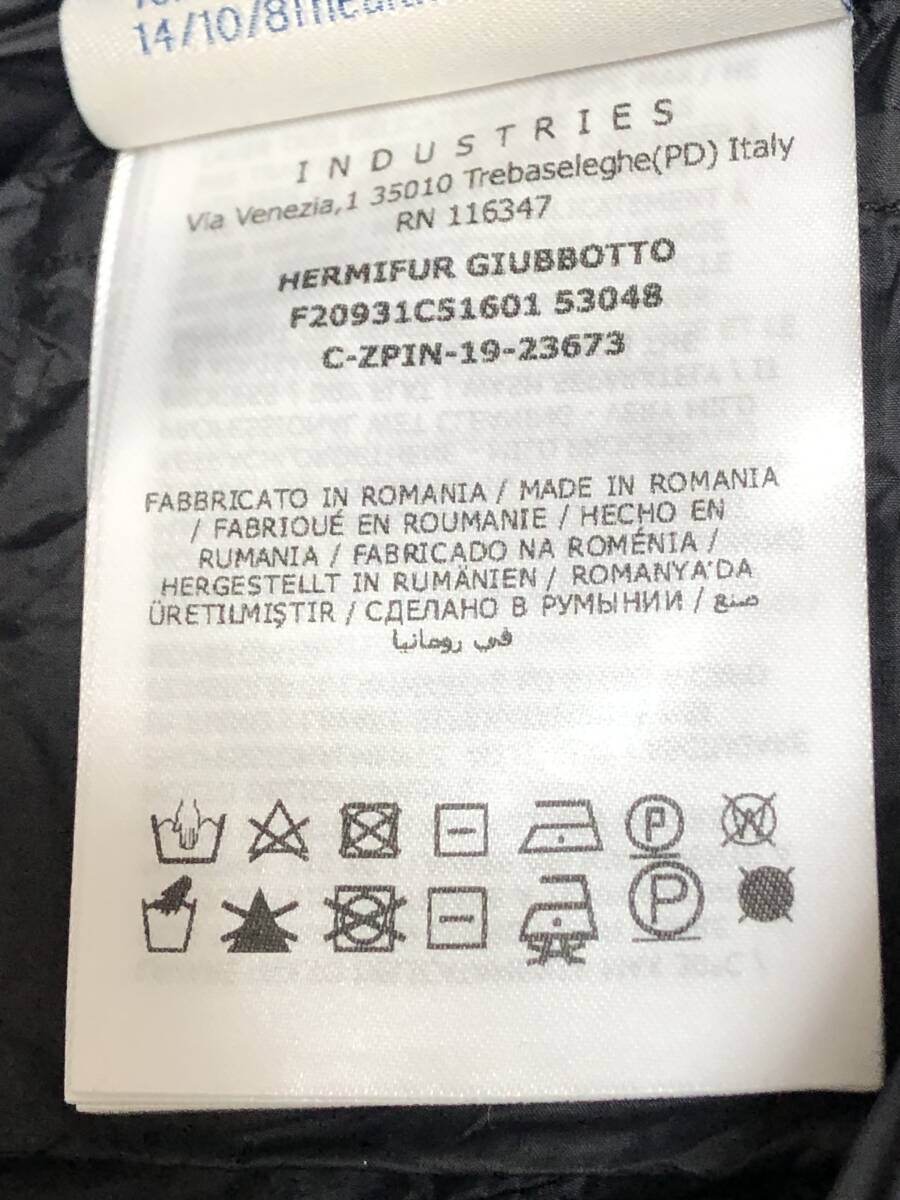 14/10/8
INDUSTRIES
Via Venezia,1 35010 Trebaseleghe(PD) Italy
RN 116347
HERMIFUR GIUBBOTTO
F20931C51601 53048
C-ZPIN-19-23673
FABBRICATO IN ROMANIA / MADE IN ROMANIA
/ FABRIQUÉ EN ROUMANIE / HECHO EN
RUMANIA / FABRICADO NA ROMÉNIA /
HERGESTELLT IN RUMÄNIEN / ROMANYA'DA
ÜRETILMIŞTIR / СДЕЛАНО В РУМЫНИИ / صنع
في رومانيا
P W
P